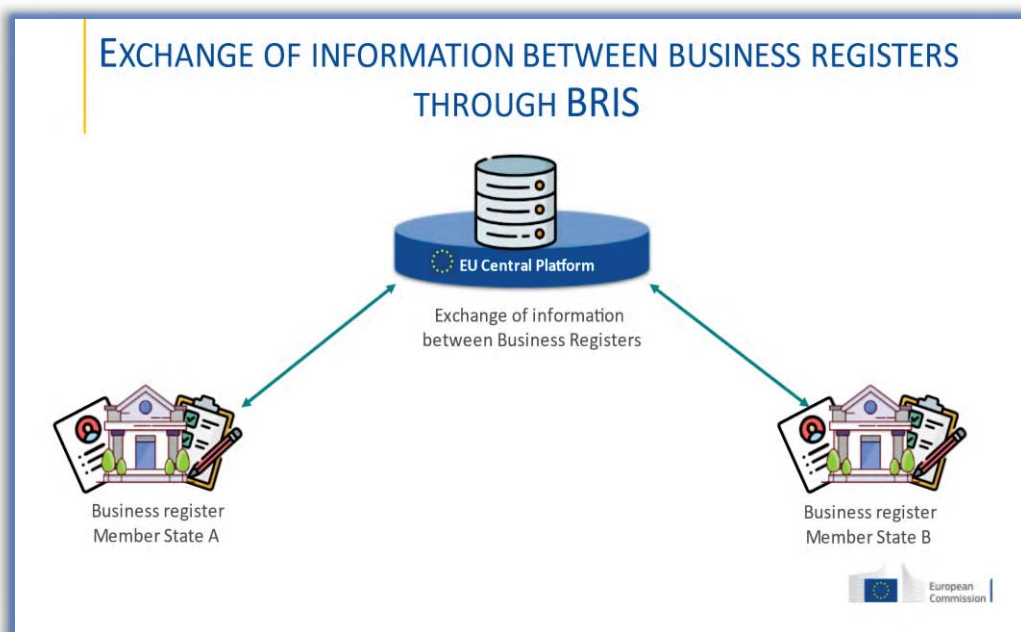 EXCHANGE OF INFORMATION BETWEEN BUSINESS REGISTERS
THROUGH BRIS
EU Central Platform
Exchange of information
between Business Registers
Business register
Member State A
Business register
Member State B
European
Commission